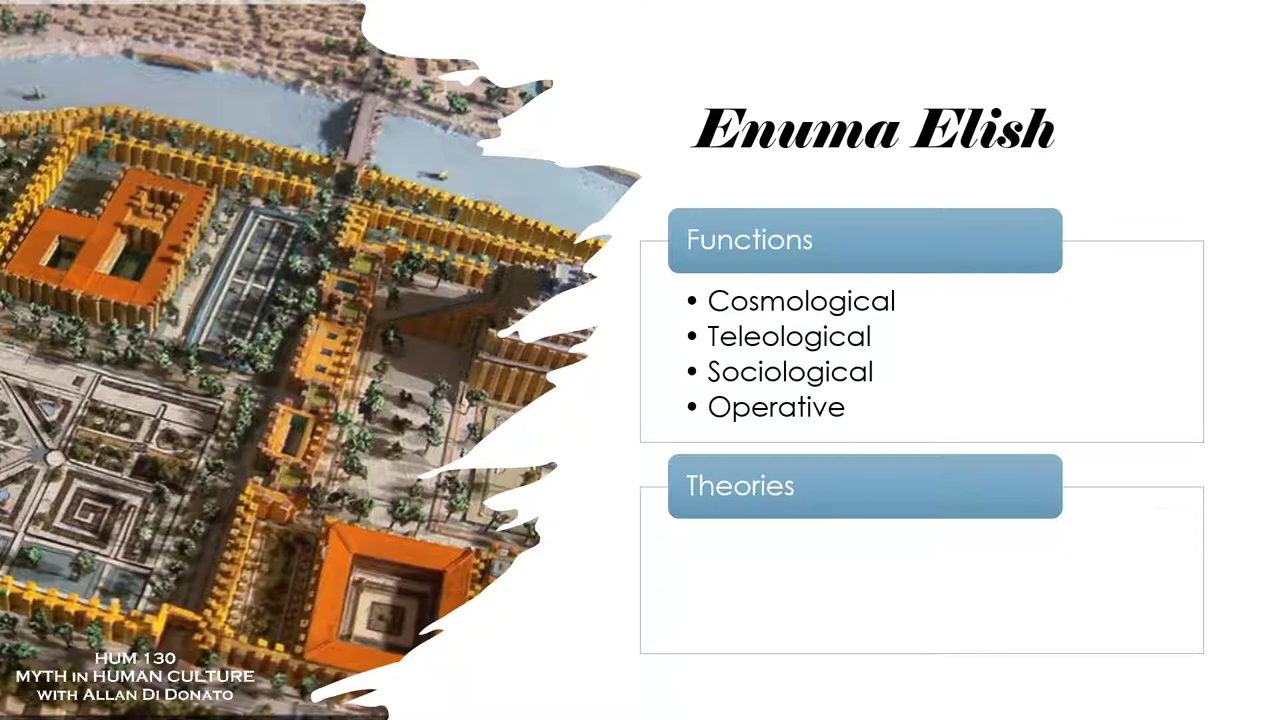 Enuma Elish
Functions
• Cosmological
• Teleological
• Sociological
• Operative
Theories
HUM 130
MYTH IN HUMAN CULTURE
WITH ALLAN DI DONATO